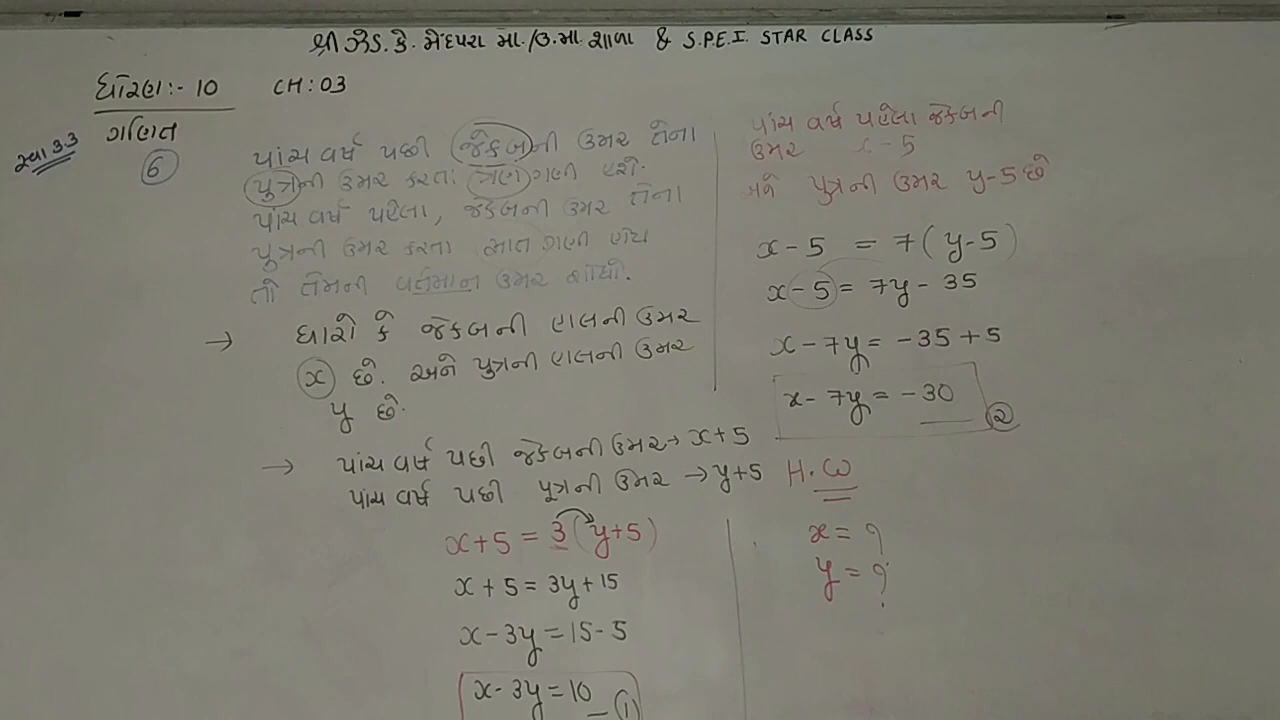 શ્રી ઝેડ. કે. મેંદપરા મા./ઉ.મા. શાળા & S.P.E.I. STAR CLASS
ધોરણ:- 10 CH: 03
ગણિત
સ્વા 3.3
6
પાંચ વર્ષ પછી જેકબની ઉંમર તેના
પુત્રની ઉંમર કરતાં ત્રણ ગણી હશે.
પાંચ વર્ષ પહેલા, જેકબની ઉંમર તેના
પુત્રની ઉંમર કરતા સાત ગણી હોય
તો તેમની વર્તમાન ઉંમર શોધો.
→ ધારો કે જેકબની હાલની ઉંમર
x છે. અને પુત્રની હાલની ઉંમર
y છે.
→ પાંચ વર્ષ પછી જેકબની ઉંમર → x+5
પાંચ વર્ષ પછી પુત્રની ઉંમર → y+5
x+5 = 3(y+5)
x + 5 = 3y + 15
x - 3y = 15 - 5
x - 3y = 10 — (1)
પાંચ વર્ષ પહેલા જેકબની
ઉંમર x - 5
અને પુત્રની ઉંમર y-5 છે
x - 5 = 7(y-5)
x - 5 = 7y - 35
x - 7y = -35 + 5
x - 7y = -30 (૨)
H.W
x = ?
y = ?